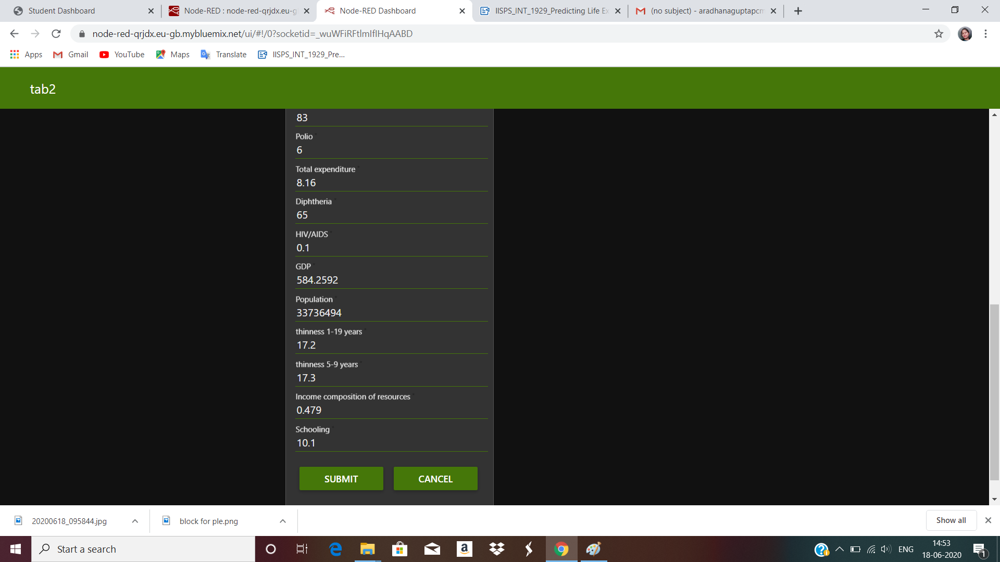 Student Dashboard
Node-RED : node-red-qrjdx.eu-g
Node-RED Dashboard
IISPS_INT_1929_Predicting Life Ex
(no subject) - aradhanaguptapcm
node-red-qrjdx.eu-gb.mybluemix.net/ui/#!/0?socketid=_wuWFiRFtlmIfIHqAABD
Apps
Gmail
YouTube
Maps
Translate
IISPS_INT_1929_Pre...
tab2
83
Polio *
6
Total expenditure *
8.16
Diphtheria *
65
HIV/AIDS *
0.1
GDP *
584.2592
Population *
33736494
thinness 1-19 years *
17.2
thinness 5-9 years *
17.3
Income composition of resources *
0.479
Schooling *
10.1
SUBMIT
CANCEL
20200618_095844.jpg
block for ple.png
Show all
Start a search
ENG
14:53
18-06-2020
1